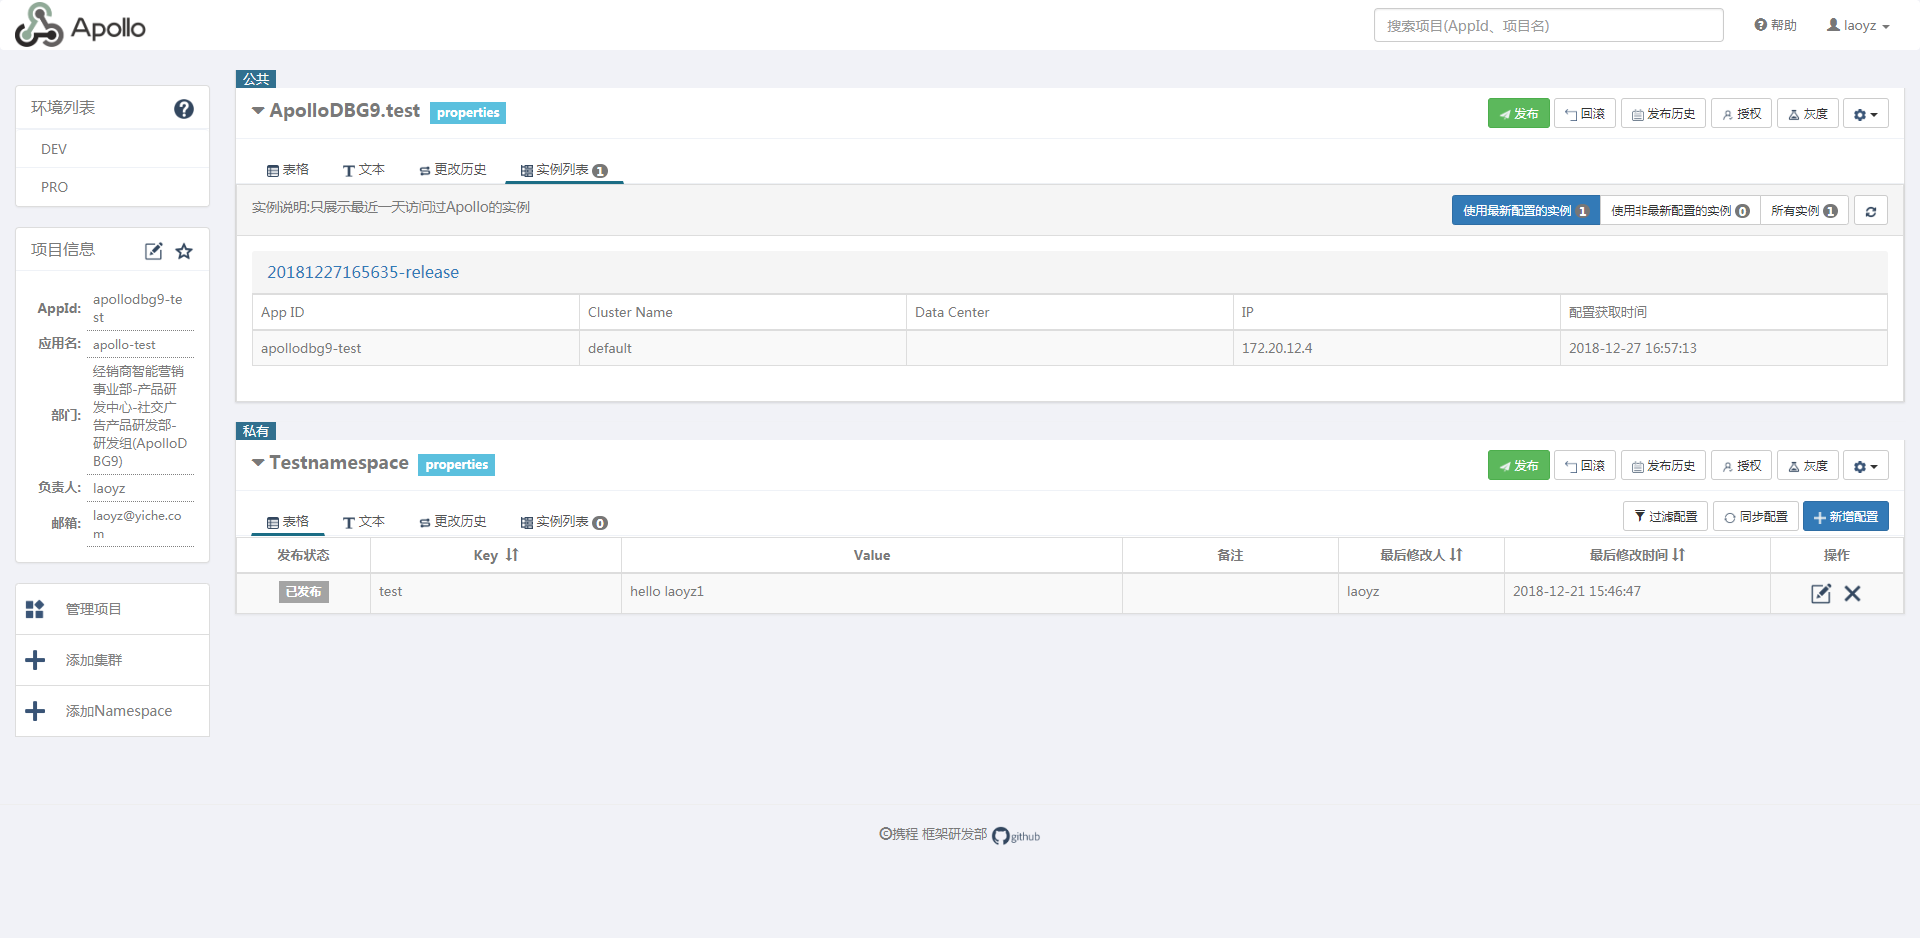 Apollo
搜索项目(AppId、项目名)
帮助
laoyz
环境列表
DEV
PRO
项目信息
AppId: apollodbg9-te
st
应用名: apollo-test
部门: 经销商智能营销
事业部-产品研
发中心-社交广
告产品研发部-
研发组(ApolloD
BG9)
负责人: laoyz
邮箱: laoyz@yiche.co
m
管理项目
添加集群
添加Namespace
公共
ApolloDBG9.test properties
发布 回滚 发布历史 授权 灰度
表格 文本 更改历史 实例列表 1
实例说明:只展示最近一天访问过Apollo的实例
使用最新配置的实例 1 使用非最新配置的实例 0 所有实例 1
20181227165635-release
App ID Cluster Name Data Center IP 配置获取时间
apollodbg9-test default 172.20.12.4 2018-12-27 16:57:13
私有
Testnamespace properties
发布 回滚 发布历史 授权 灰度
表格 文本 更改历史 实例列表 0
过滤配置 同步配置 新增配置
发布状态 Key Value 备注 最后修改人 最后修改时间 操作
已发布 test hello laoyz1 laoyz 2018-12-21 15:46:47
©携程 框架研发部 github